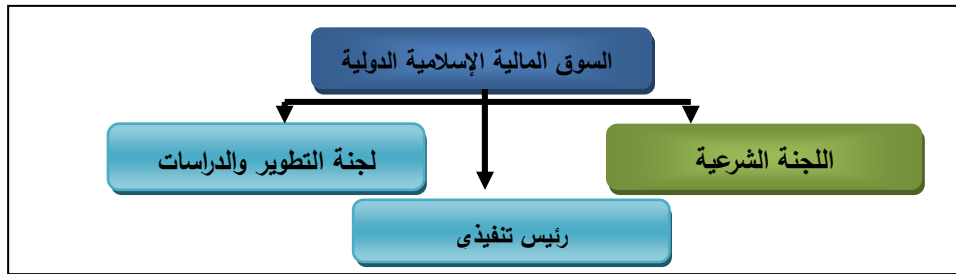 السوق المالية الإسلامية الدولية
اللجنة الشرعية
لجنة التطوير والدراسات
رئيس تنفيذي